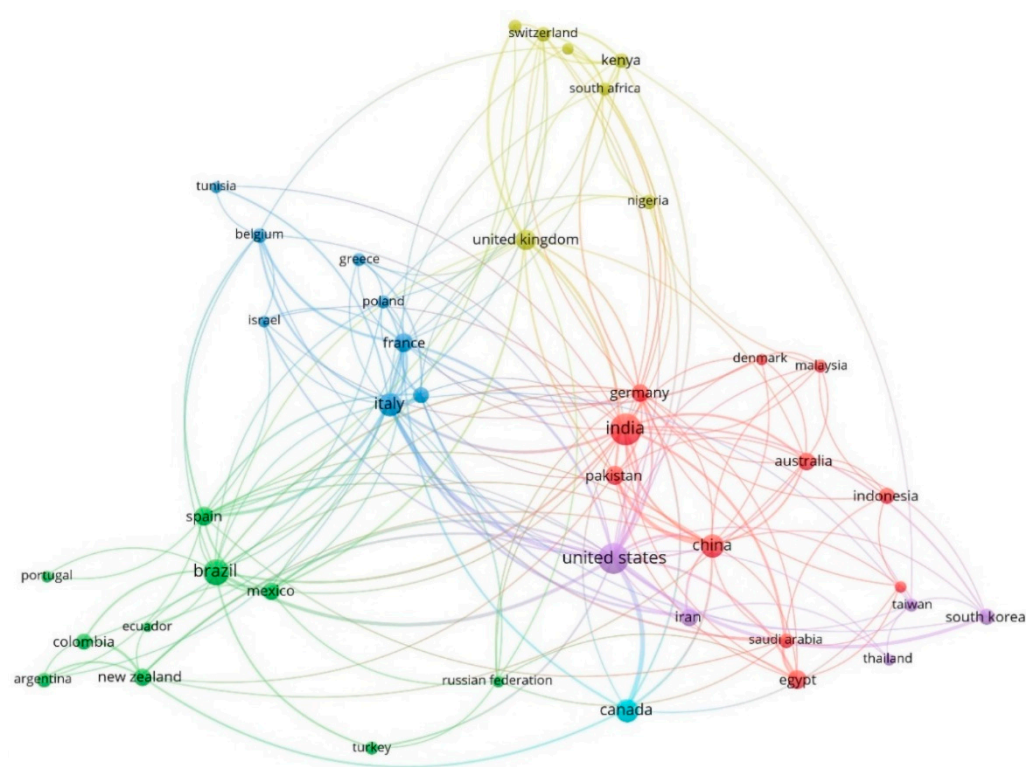 switzerland
kenya
south africa
tunisia
nigeria
belgium
united kingdom
greece
poland
israel
france
denmark
malaysia
germany
italy
india
australia
pakistan
indonesia
spain
china
united states
brazil
portugal
mexico
taiwan
iran
south korea
ecuador
colombia
saudi arabia
thailand
argentina
new zealand
russian federation
egypt
canada
turkey